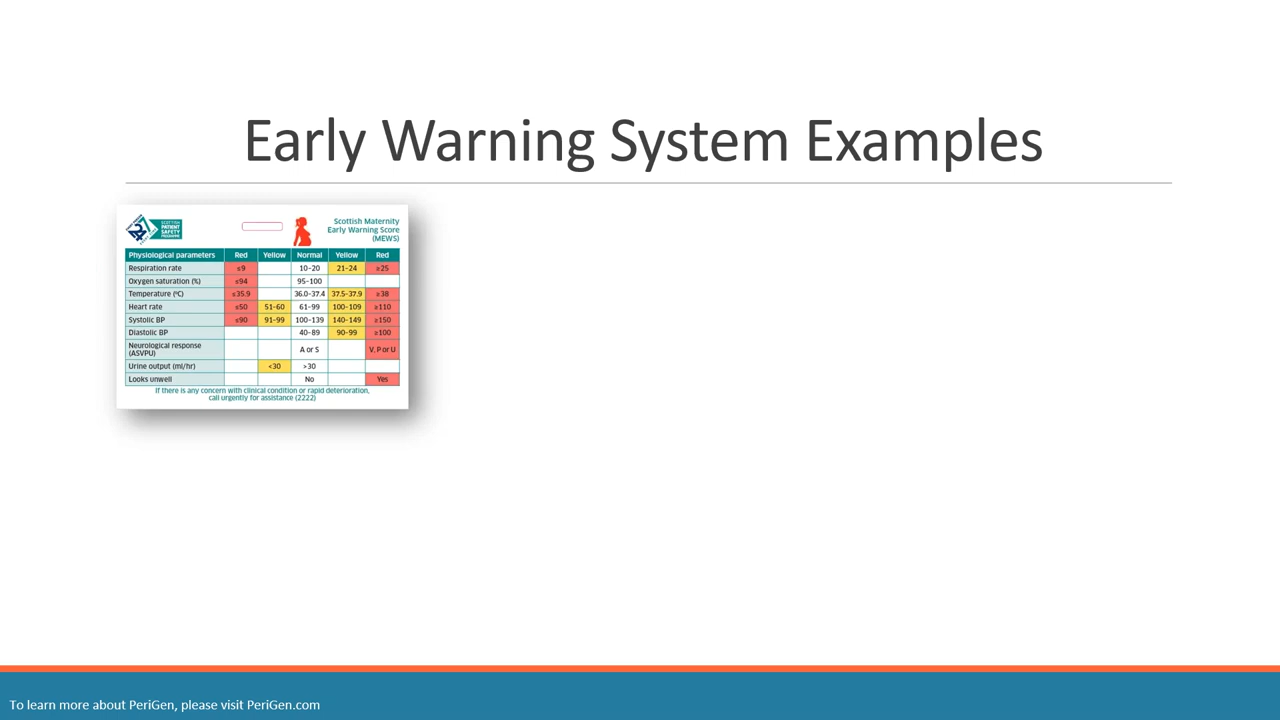 Early Warning System Examples
SCOTTISH
PATIENT
SAFETY
PROGRAMME
Scottish Maternity
Early Warning Score
(MEWS)
Physiological parameters Red Yellow Normal Yellow Red
Respiration rate ≤9 10–20 21–24 ≥25
Oxygen saturation (%) ≤94 95–100
Temperature (ºC) ≤35.9 36.0–37.4 37.5–37.9 ≥38
Heart rate ≤50 51–60 61–99 100–109 ≥110
Systolic BP ≤90 91–99 100–139 140–149 ≥150
Diastolic BP 40–89 90–99 ≥100
Neurological response
(ASVPU) A or S V, P or U
Urine output (ml/hr) <30 >30
Looks unwell No Yes
If there is any concern with clinical condition or rapid deterioration,
call urgently for assistance (2222)
To learn more about PeriGen, please visit PeriGen.com